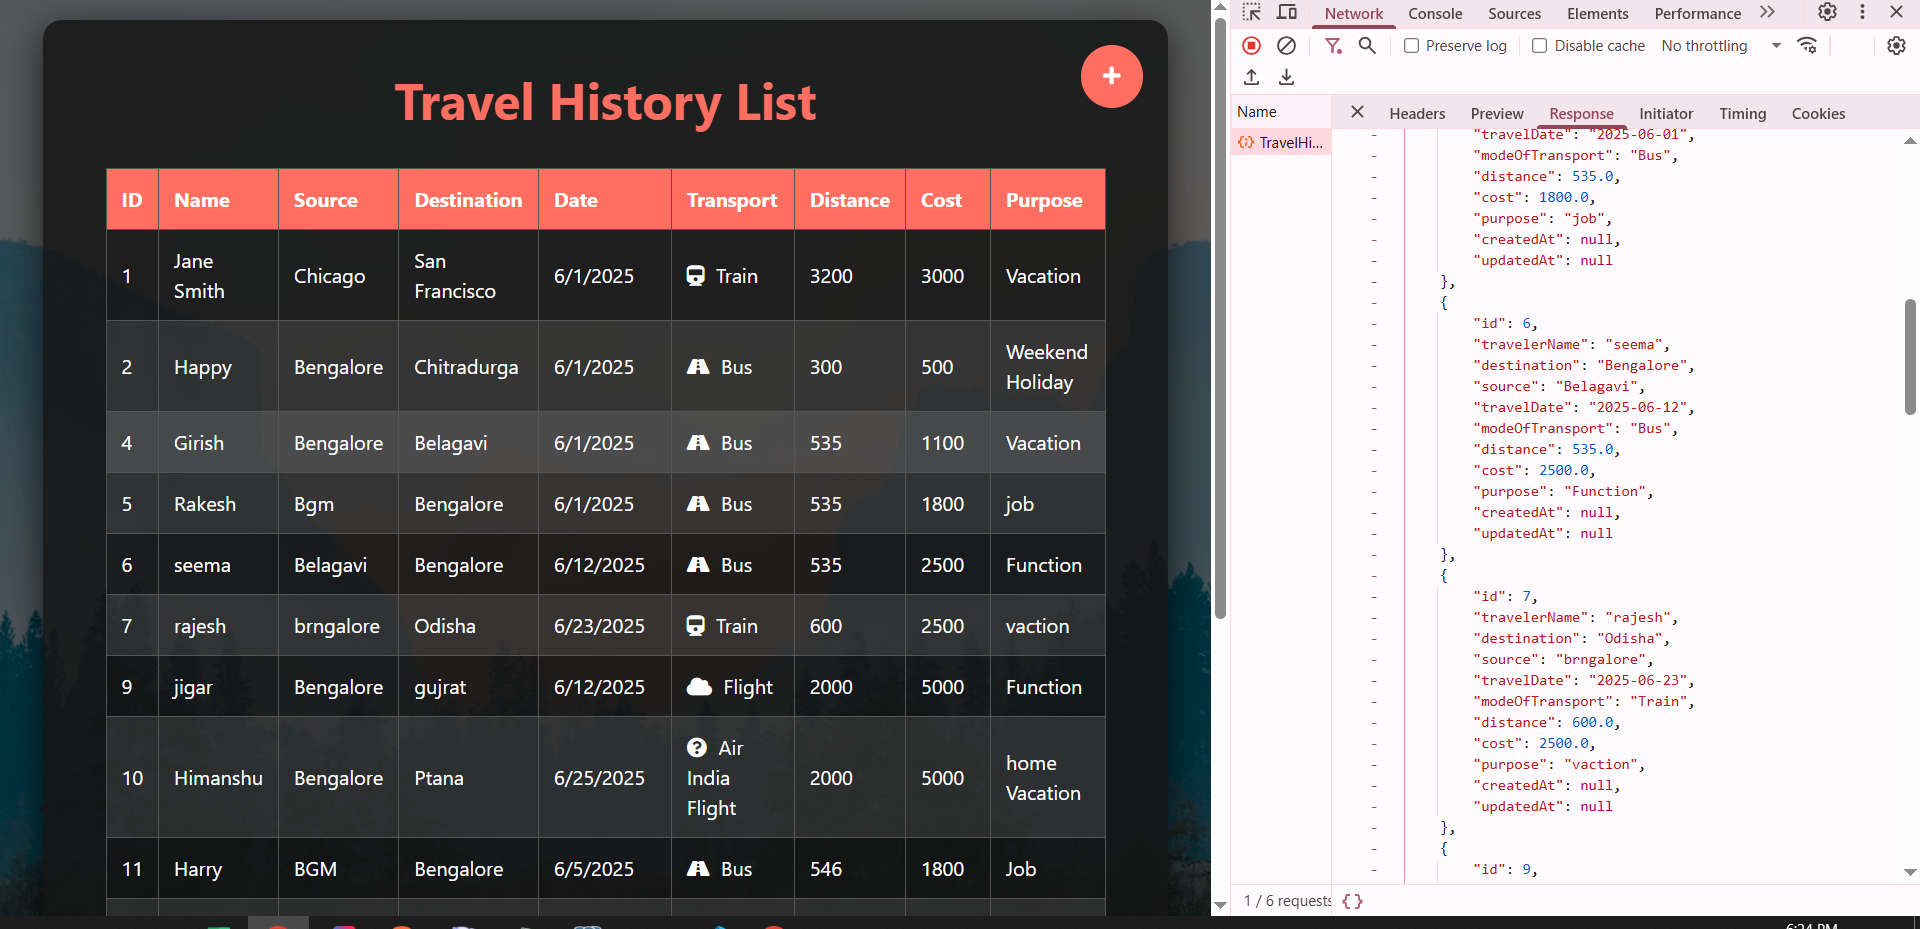 Travel History List
+
ID Name Source Destination Date Transport Distance Cost Purpose
1 Jane Smith Chicago San Francisco 6/1/2025 Train 3200 3000 Vacation
2 Happy Bengalore Chitradurga 6/1/2025 Bus 300 500 Weekend Holiday
4 Girish Bengalore Belagavi 6/1/2025 Bus 535 1100 Vacation
5 Rakesh Bgm Bengalore 6/1/2025 Bus 535 1800 job
6 seema Belagavi Bengalore 6/12/2025 Bus 535 2500 Function
7 rajesh brngalore Odisha 6/23/2025 Train 600 2500 vaction
9 jigar Bengalore gujrat 6/12/2025 Flight 2000 5000 Function
10 Himanshu Bengalore Ptana 6/25/2025 Air India Flight 2000 5000 home Vacation
11 Harry BGM Bengalore 6/5/2025 Bus 546 1800 Job
Network Console Sources Elements Performance
Preserve log Disable cache No throttling
Name
TravelHi...
Headers Preview Response Initiator Timing Cookies
- "travelDate": "2025-06-01",
- "modeOfTransport": "Bus",
- "distance": 535.0,
- "cost": 1800.0,
- "purpose": "job",
- "createdAt": null,
- "updatedAt": null
- },
- {
- "id": 6,
- "travelerName": "seema",
- "destination": "Bengalore",
- "source": "Belagavi",
- "travelDate": "2025-06-12",
- "modeOfTransport": "Bus",
- "distance": 535.0,
- "cost": 2500.0,
- "purpose": "Function",
- "createdAt": null,
- "updatedAt": null
- },
- {
- "id": 7,
- "travelerName": "rajesh",
- "destination": "Odisha",
- "source": "brngalore",
- "travelDate": "2025-06-23",
- "modeOfTransport": "Train",
- "distance": 600.0,
- "cost": 2500.0,
- "purpose": "vaction",
- "createdAt": null,
- "updatedAt": null
- },
- {
- "id": 9,
1 / 6 requests { }
6:24 PM